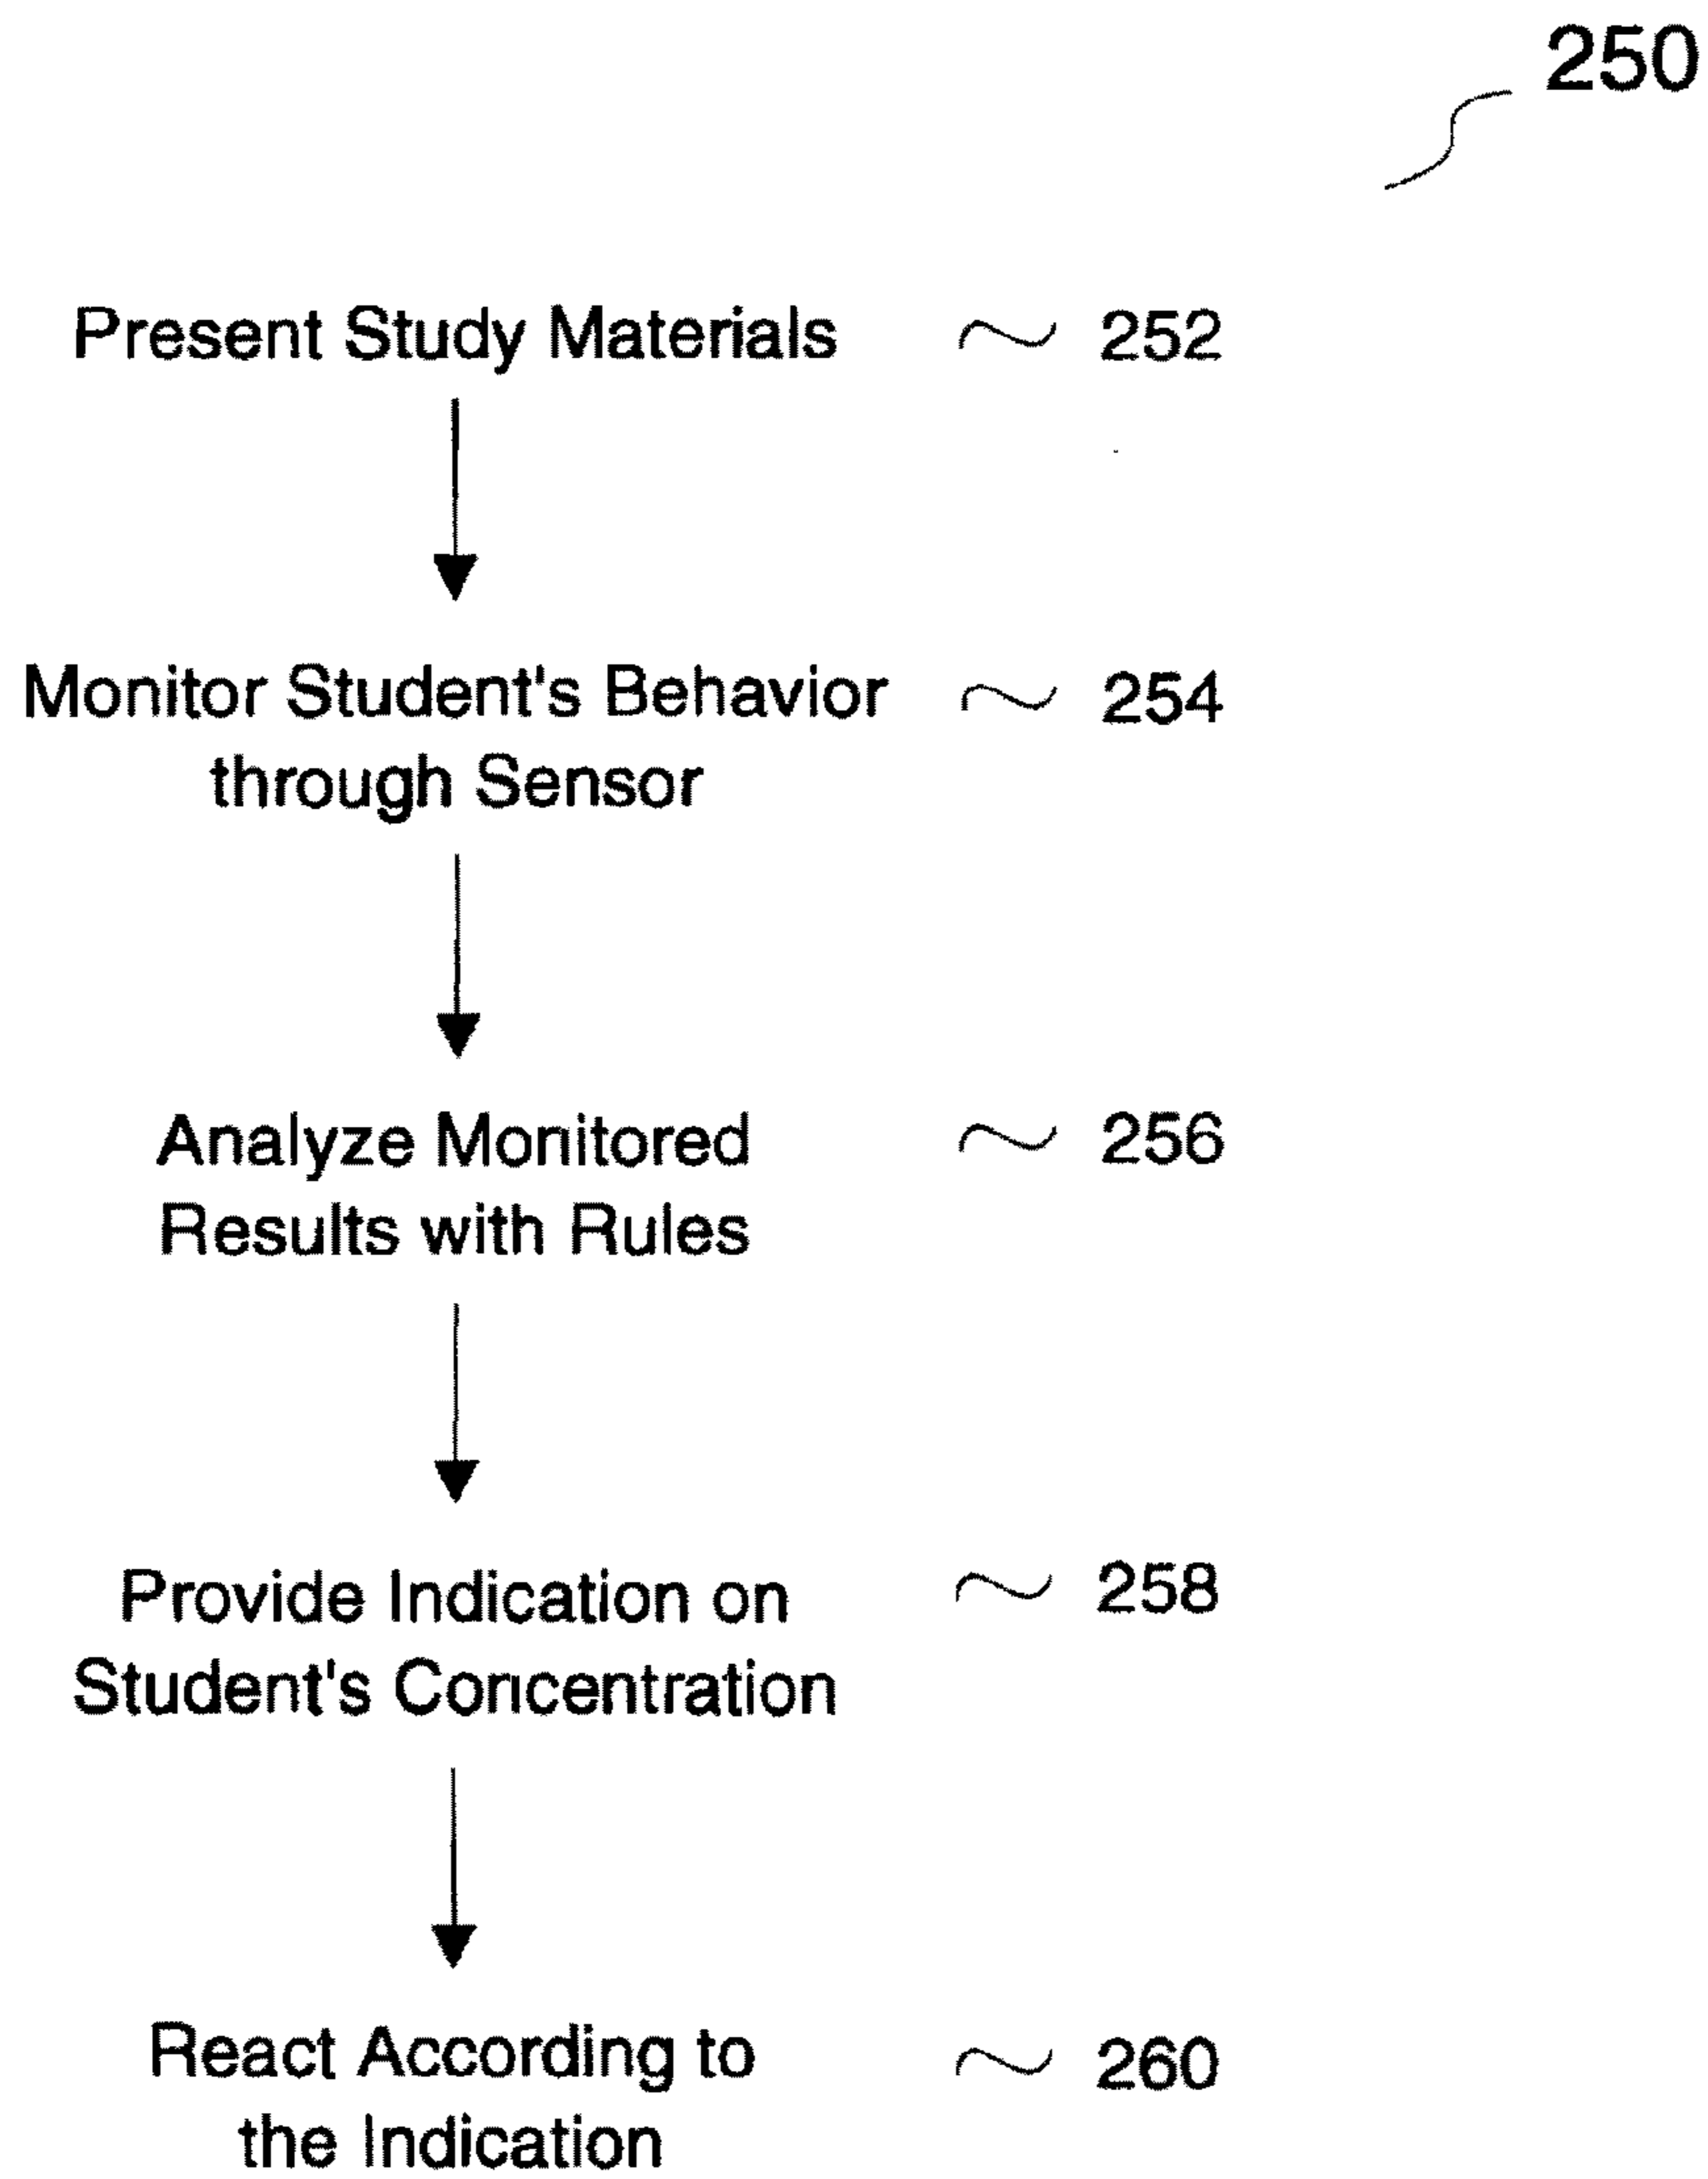 250
Present Study Materials 252
Monitor Student's Behavior 254
through Sensor
Analyze Monitored 256
Results with Rules
Provide Indication on 258
Student's Concentration
React According to 260
the Indication